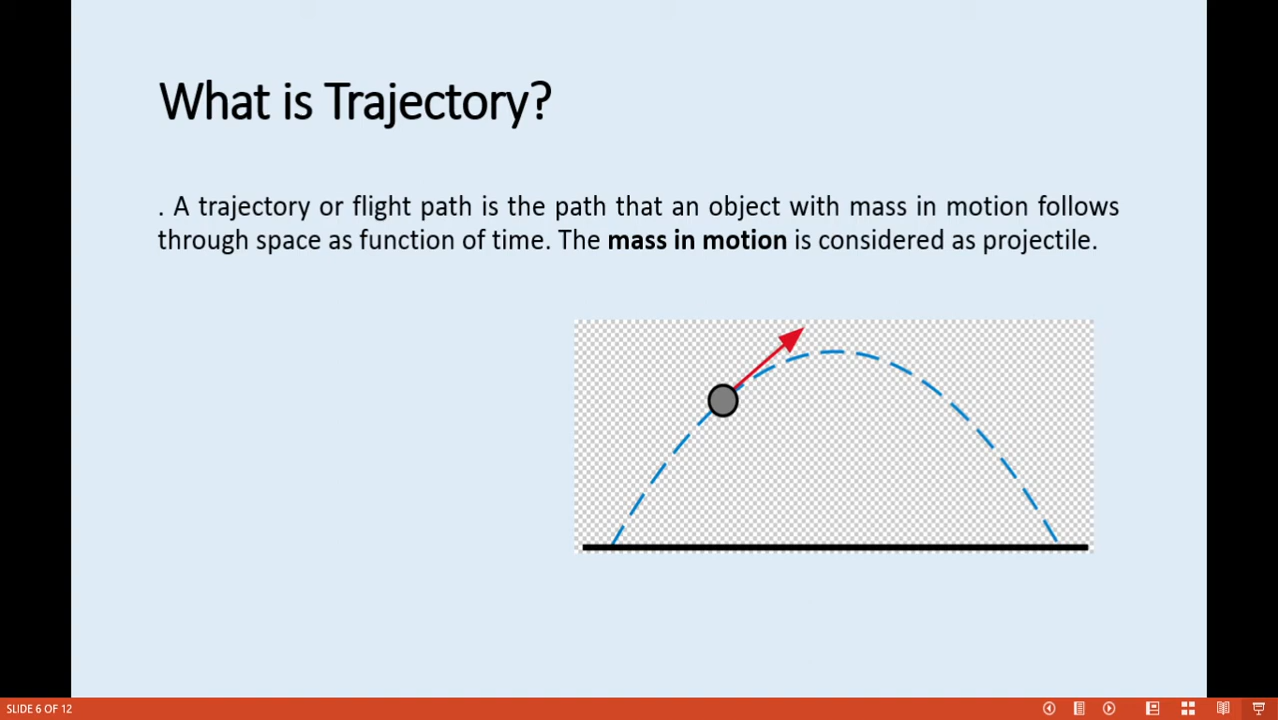 What is Trajectory?
. A trajectory or flight path is the path that an object with mass in motion follows
through space as function of time. The mass in motion is considered as projectile.
SLIDE 6 OF 12